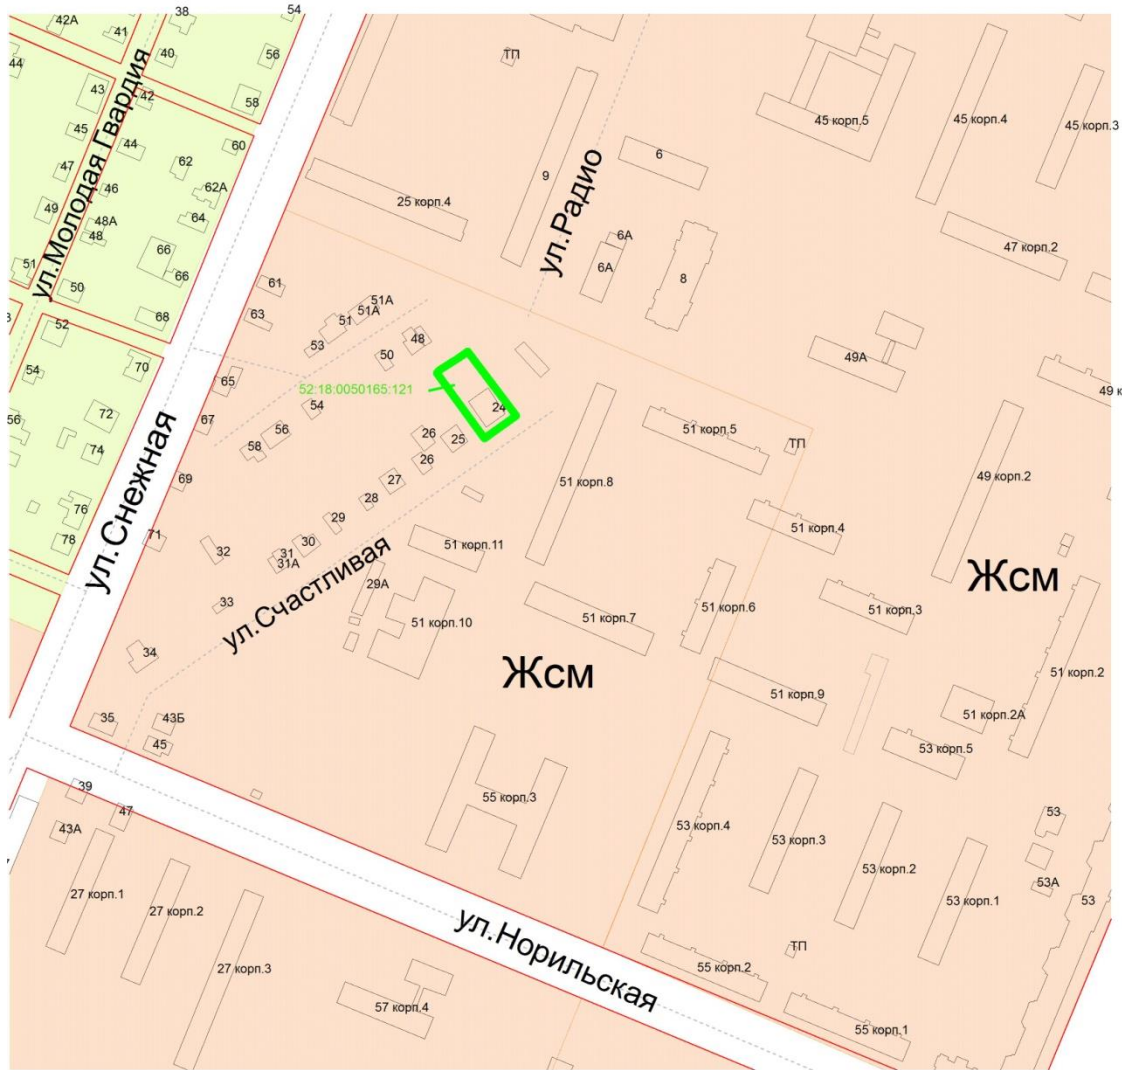 42А
38
54
41
40
56
ТП
44
43
42
58
45
44
60
45 корп.5
45 корп.4
45 корп.3
47
62
6
46
62А
9
25 корп.4
49
48А
64
48
ул.Молодая Гвардия
ул.Радио
6А
6А
47 корп.2
66
66
51
50
61
8
51А
51А
68
63
51
52
48
53
50
49А
54
70
65
52:18:0050165:121
49 к
54
24
72
67
56
56
26
25
51 корп.5
ТП
74
58
26
69
27
51 корп.8
49 корп.2
28
76
29
51 корп.4
78
71
ул.Снежная
32
31
30
31А
51 корп.11
29А
Жсм
33
ул.Счастливая
51 корп.10
51 корп.7
51 корп.6
51 корп.3
34
Жсм
51 корп.9
51 корп.2
35
43Б
51 корп.2А
45
53 корп.5
39
55 корп.3
47
43А
53 корп.4
53 корп.3
53
53 корп.2
27 корп.1
53А
53 корп.1
53
27 корп.2
ул.Норильская
ТП
27 корп.3
55 корп.2
57 корп.4
55 корп.1